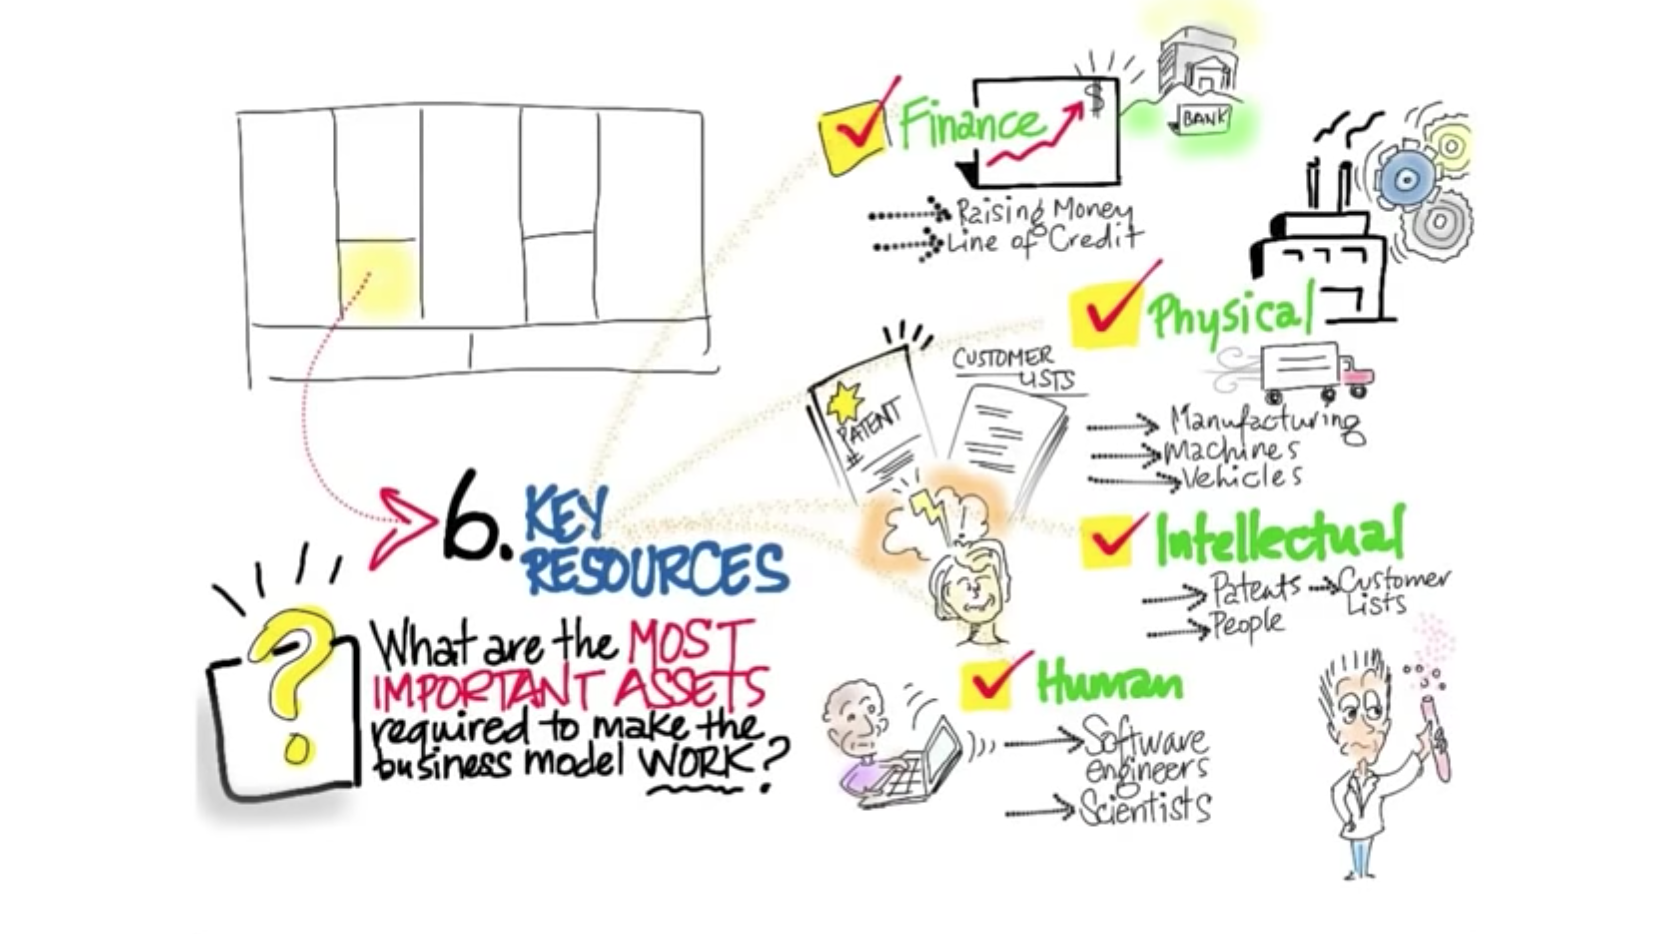 6. KEY
RESOURCES
What are the MOST
IMPORTANT ASSETS
required to make the
business model WORK?
Finance
$
BANK
Raising Money
Line of Credit
Physical
Manufacturing
Machines
Vehicles
PATENT
#
CUSTOMER
LISTS
Intellectual
Patents Customer
Lists
People
Human
Software
engineers
Scientists